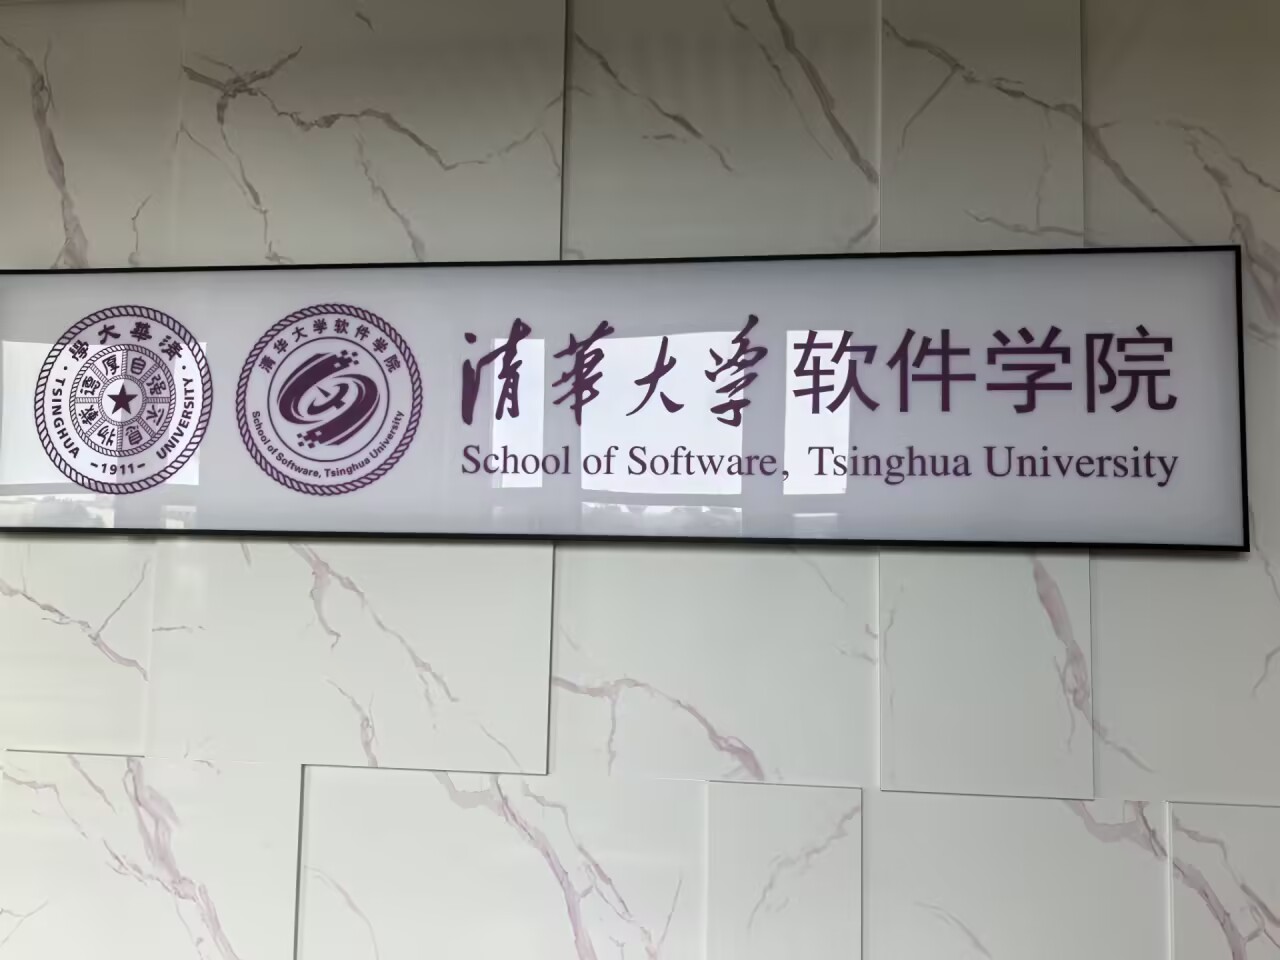 清華大學
自强不息
厚德載物
TSINGHUA UNIVERSITY
-1911-
清华大学软件学院
School of Software, Tsinghua University
清華大学软件学院
School of Software, Tsinghua University